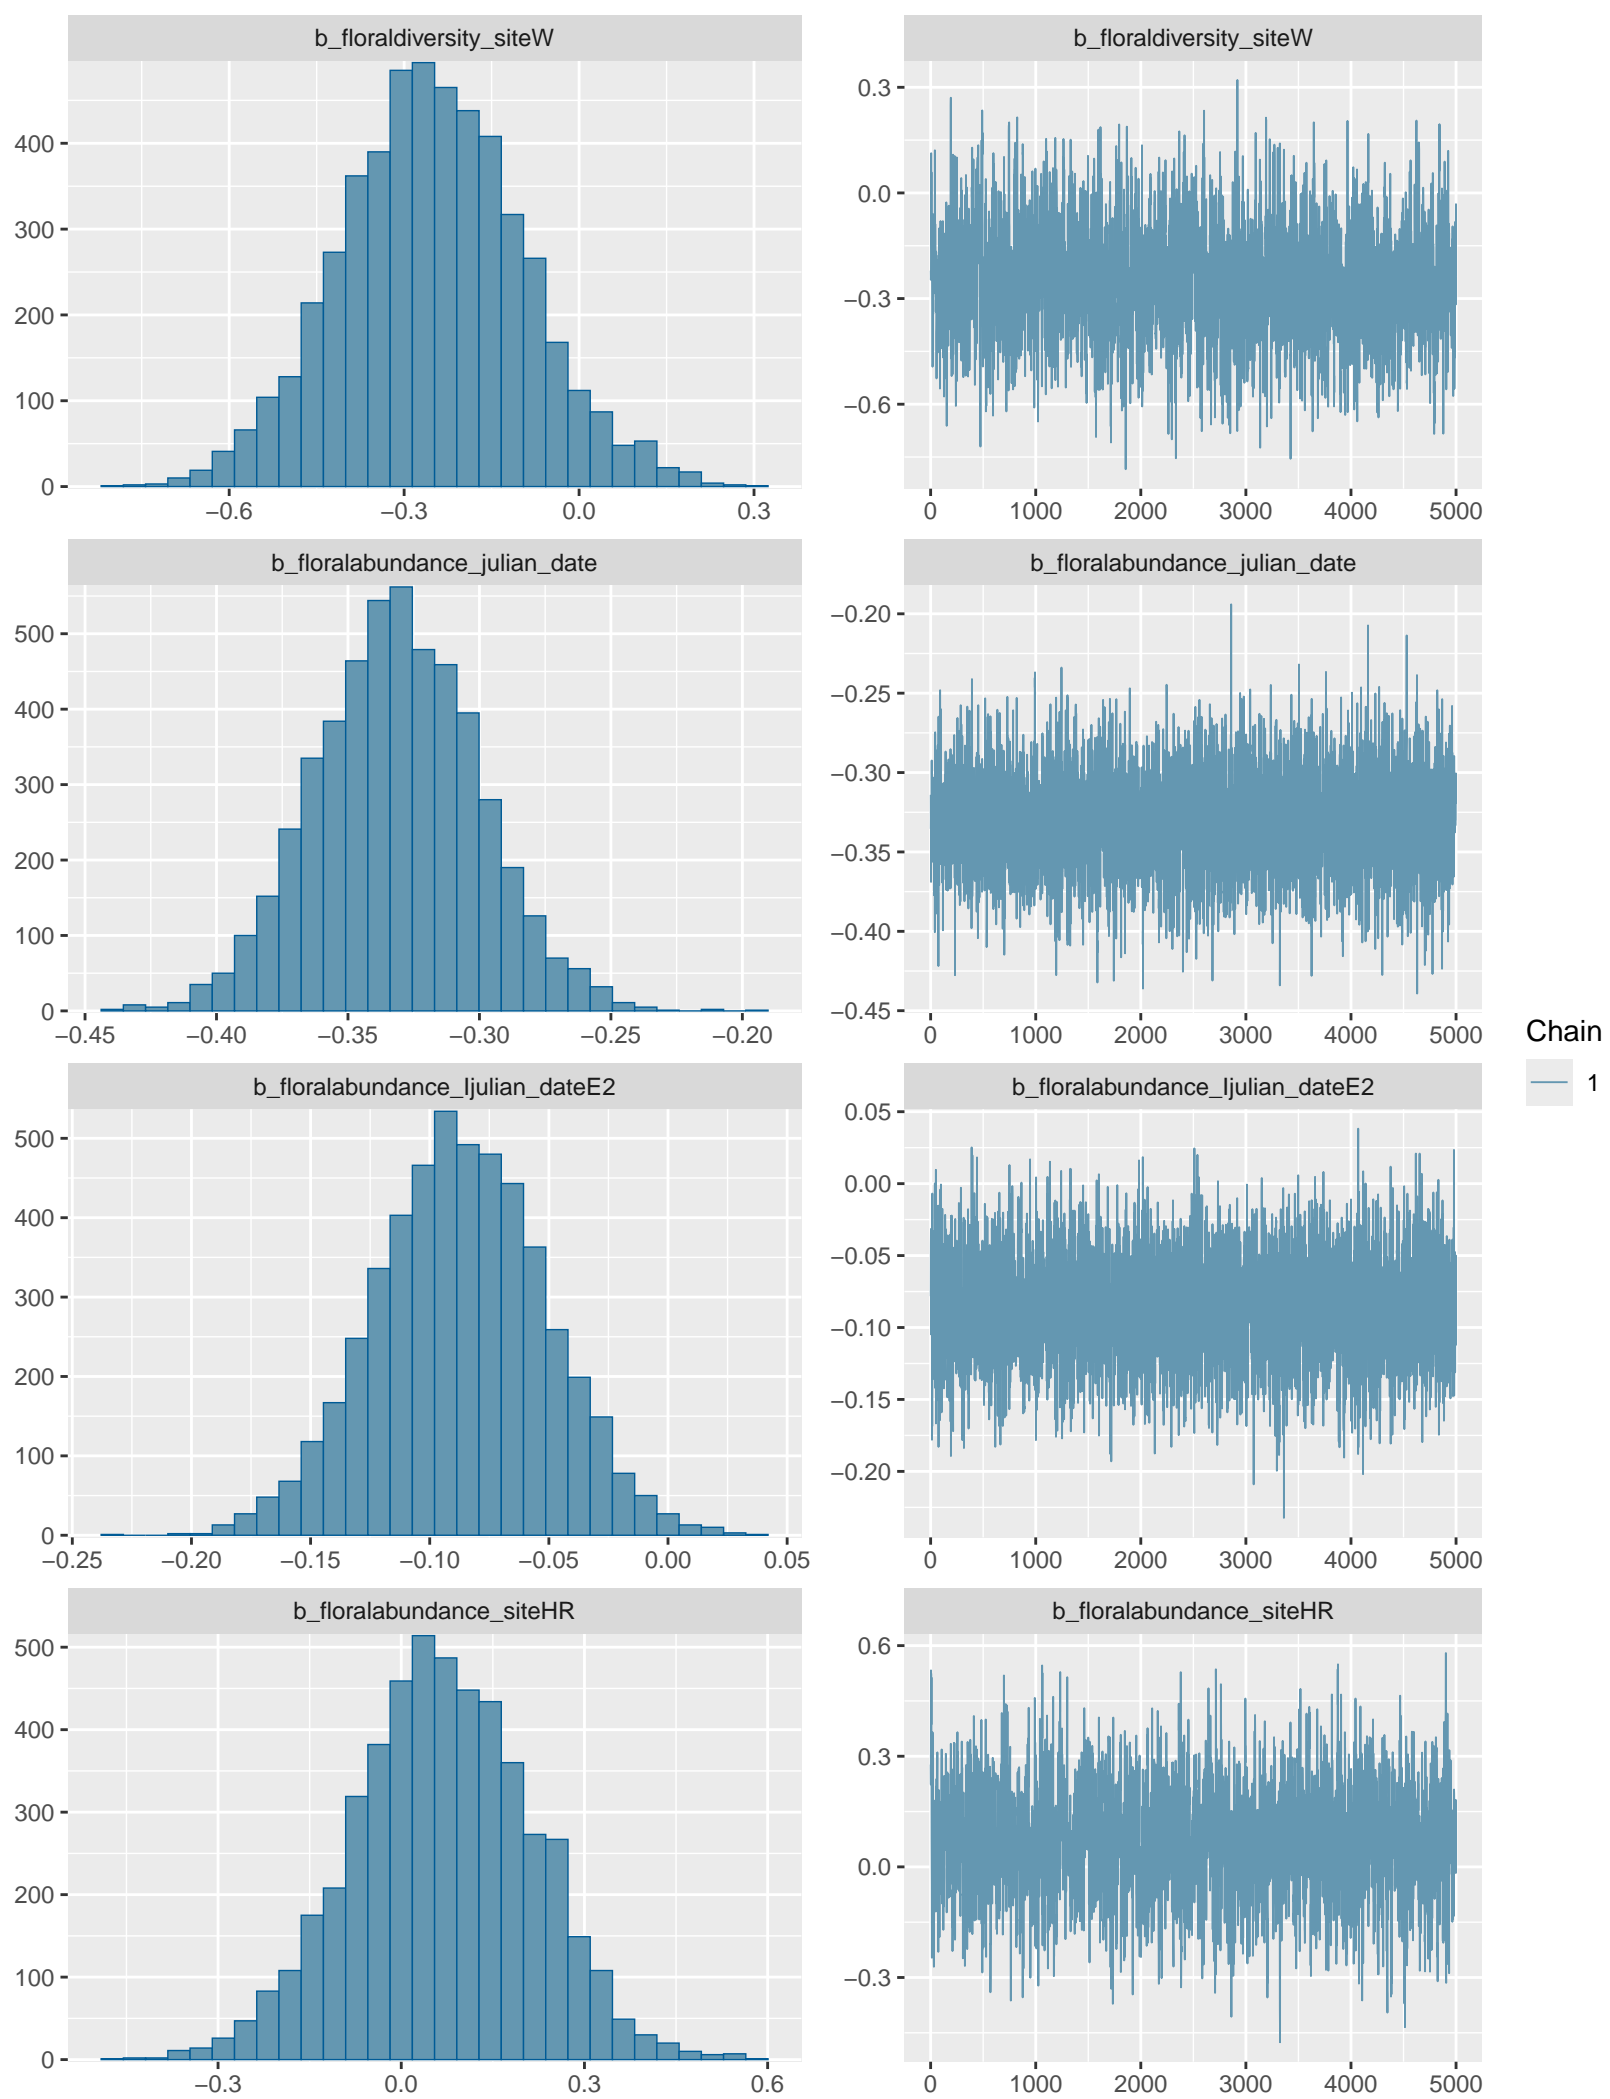 b_floraldiversity_siteW
400
300
200
100
0
−0.6 −0.3 0.0 0.3
b_floraldiversity_siteW
0.3
0.0
−0.3
−0.6
0 1000 2000 3000 4000 5000
b_floralabundance_julian_date
500
400
300
200
100
0
−0.45 −0.40 −0.35 −0.30 −0.25 −0.20
b_floralabundance_julian_date
−0.20
−0.25
−0.30
−0.35
−0.40
−0.45
0 1000 2000 3000 4000 5000
b_floralabundance_Ijulian_dateE2
500
400
300
200
100
0
−0.25 −0.20 −0.15 −0.10 −0.05 0.00 0.05
b_floralabundance_Ijulian_dateE2
0.05
0.00
−0.05
−0.10
−0.15
−0.20
0 1000 2000 3000 4000 5000
b_floralabundance_siteHR
500
400
300
200
100
0
−0.3 0.0 0.3 0.6
b_floralabundance_siteHR
0.6
0.3
0.0
−0.3
0 1000 2000 3000 4000 5000
Chain
1